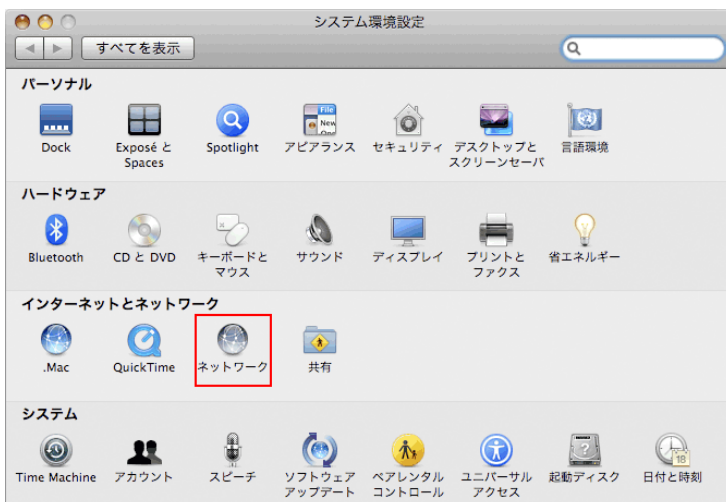 システム環境設定
すべてを表示
パーソナル
Dock
Exposé と
Spaces
Spotlight
アピアランス
セキュリティ
デスクトップと
スクリーンセーバ
言語環境
ハードウェア
Bluetooth
CD と DVD
キーボードと
マウス
サウンド
ディスプレイ
プリントと
ファクス
省エネルギー
インターネットとネットワーク
.Mac
QuickTime
ネットワーク
共有
システム
Time Machine
アカウント
スピーチ
ソフトウェア
アップデート
ペアレンタル
コントロール
ユニバーサル
アクセス
起動ディスク
日付と時刻